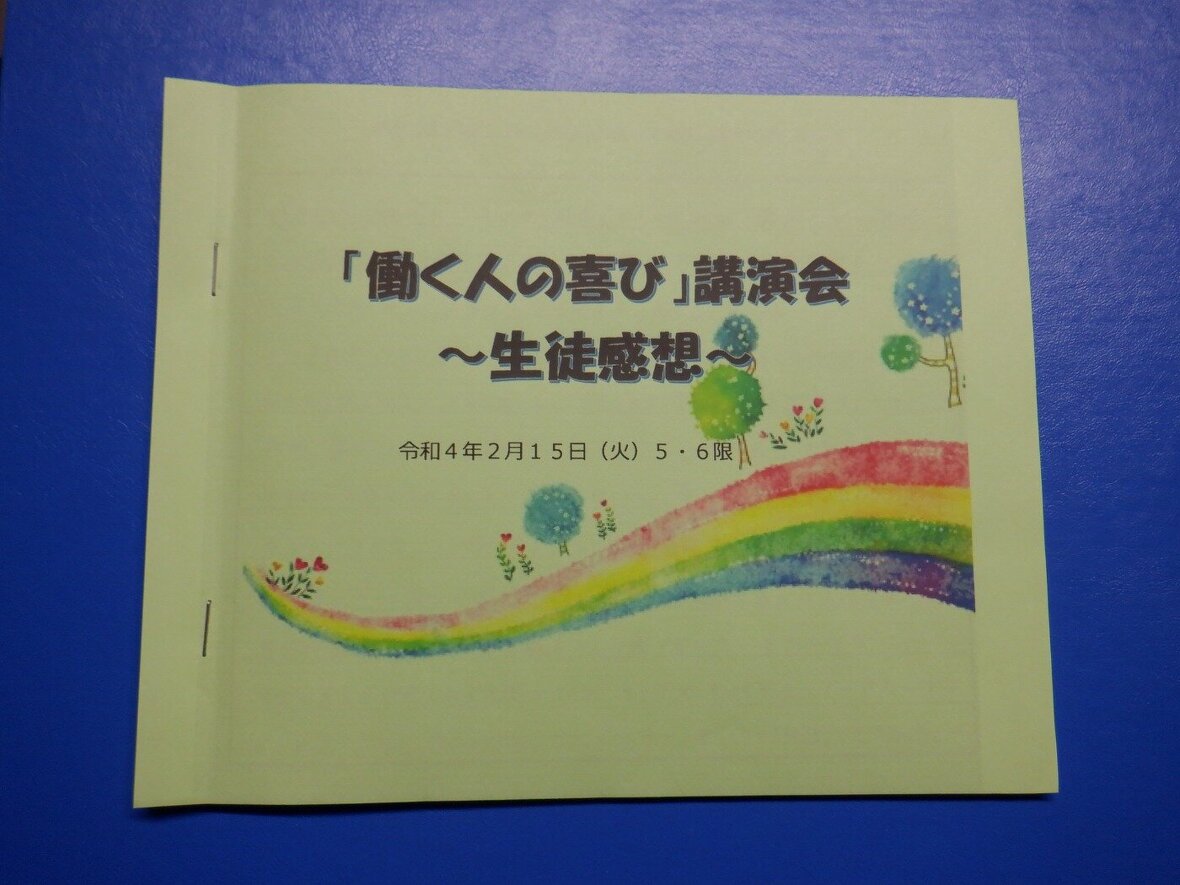 「働く人の喜び」講演会
～生徒感想～
令和４年２月１５日（火）５・６限